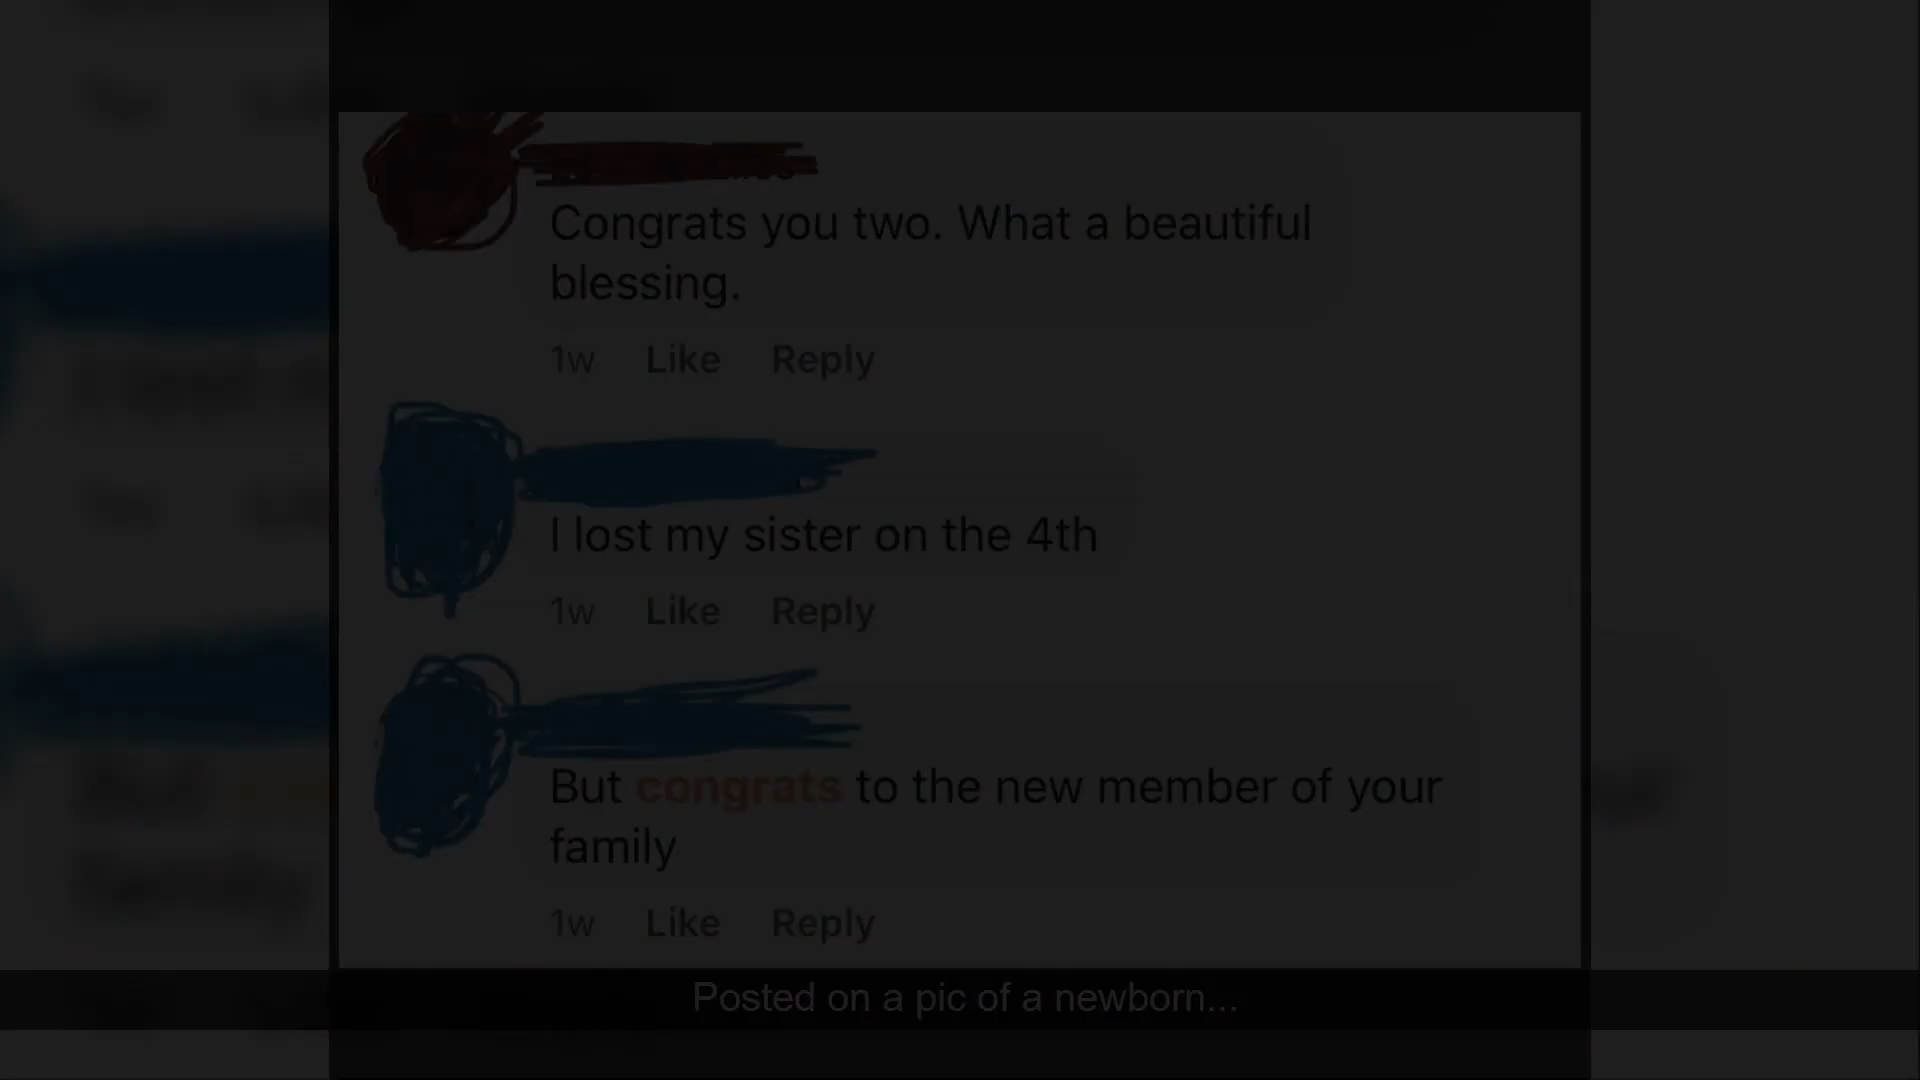 Congrats you two. What a beautiful
blessing.
1w Like Reply
I lost my sister on the 4th
1w Like Reply
But congrats to the new member of your
family
1w Like Reply
Posted on a pic of a newborn...